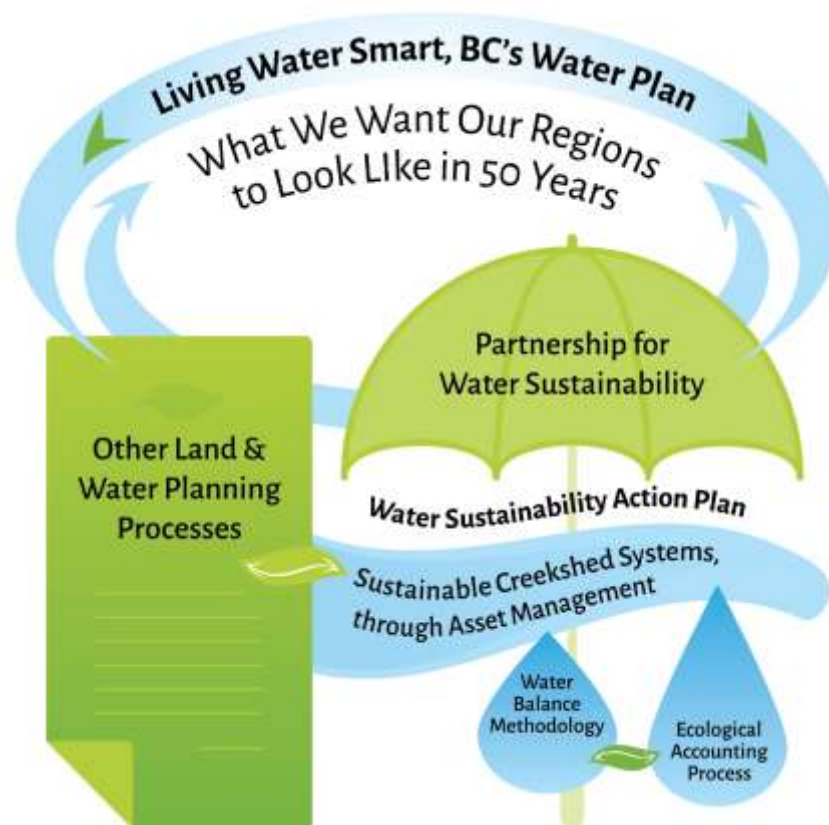 Living Water Smart, BC's Water Plan
What We Want Our Regions
to Look LIke in 50 Years
Partnership for
Water Sustainability
Other Land &
Water Planning
Processes
Water Sustainability Action Plan
Sustainable Creekshed Systems,
through Asset Management
Water
Balance
Methodology
Ecological
Accounting
Process